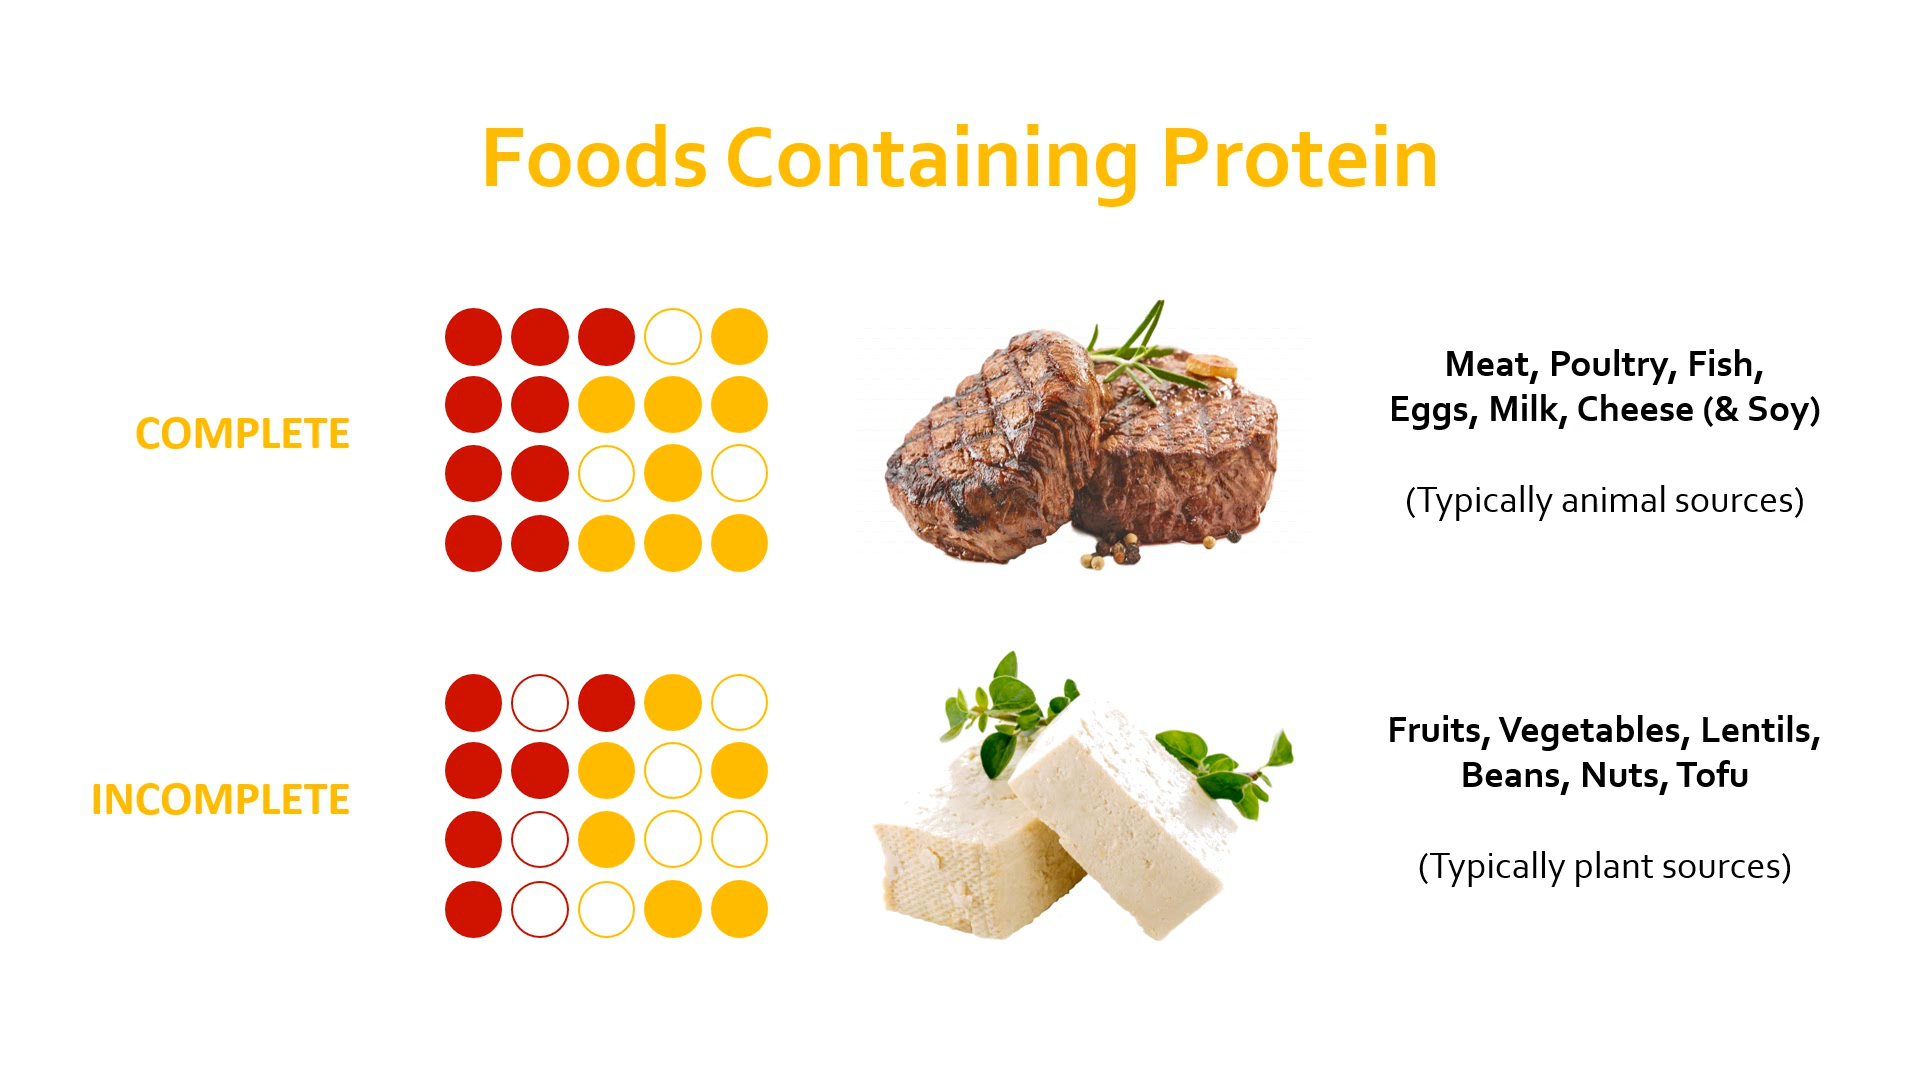 Foods Containing Protein
COMPLETE
Meat, Poultry, Fish,
Eggs, Milk, Cheese (& Soy)
(Typically animal sources)
INCOMPLETE
Fruits, Vegetables, Lentils,
Beans, Nuts, Tofu
(Typically plant sources)